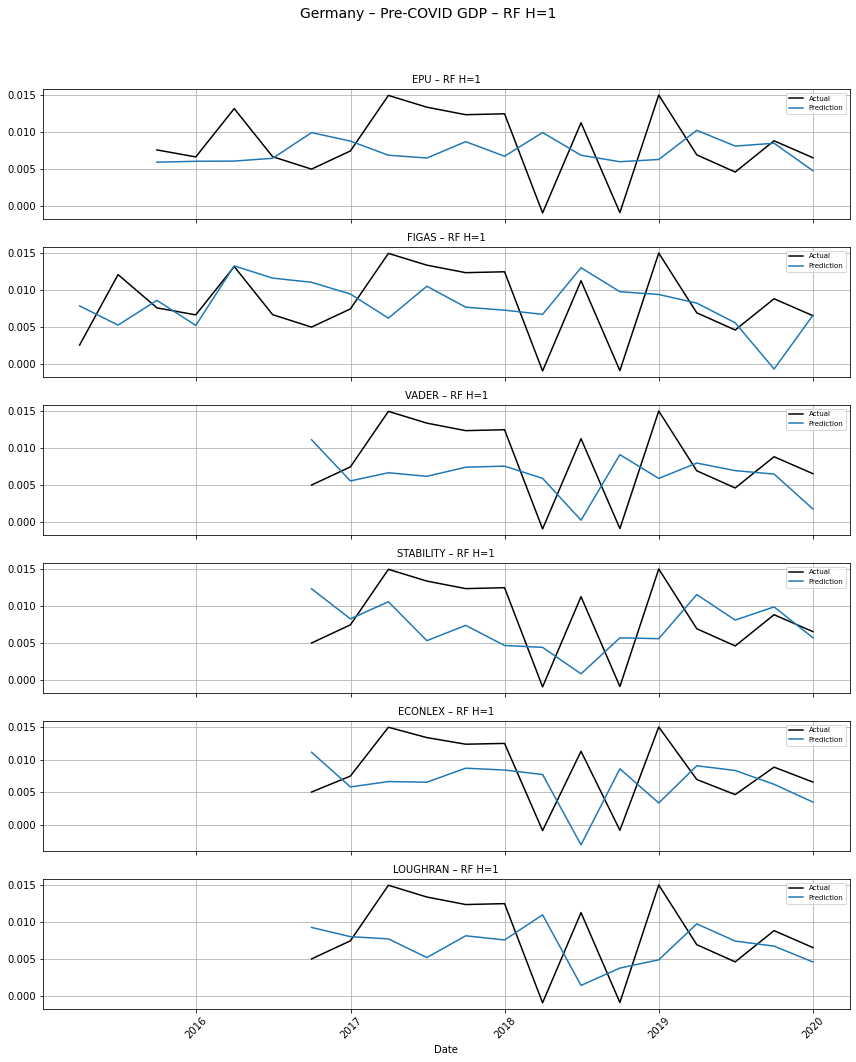 Germany – Pre-COVID GDP – RF H=1
EPU – RF H=1
0.015
0.010
0.005
0.000
Actual
Prediction
FIGAS – RF H=1
0.015
0.010
0.005
0.000
Actual
Prediction
VADER – RF H=1
0.015
0.010
0.005
0.000
Actual
Prediction
STABILITY – RF H=1
0.015
0.010
0.005
0.000
Actual
Prediction
ECONLEX – RF H=1
0.015
0.010
0.005
0.000
Actual
Prediction
LOUGHRAN – RF H=1
0.015
0.010
0.005
0.000
Actual
Prediction
2016
2017
2018
2019
2020
Date